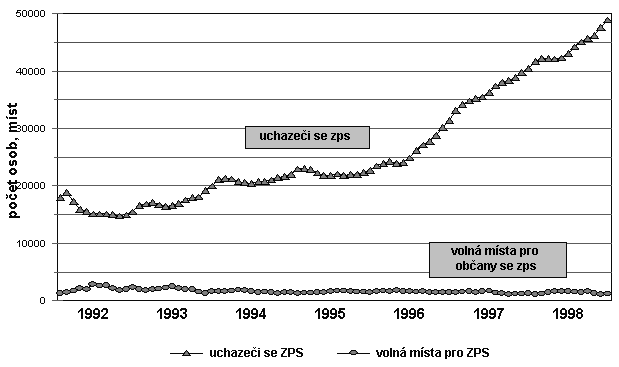 50000
40000
30000
20000
10000
0
počet osob, míst
uchazeči se zps
volná místa pro
občany se zps
1992 1993 1994 1995 1996 1997 1998
uchazeči se ZPS volná místa pro ZPS